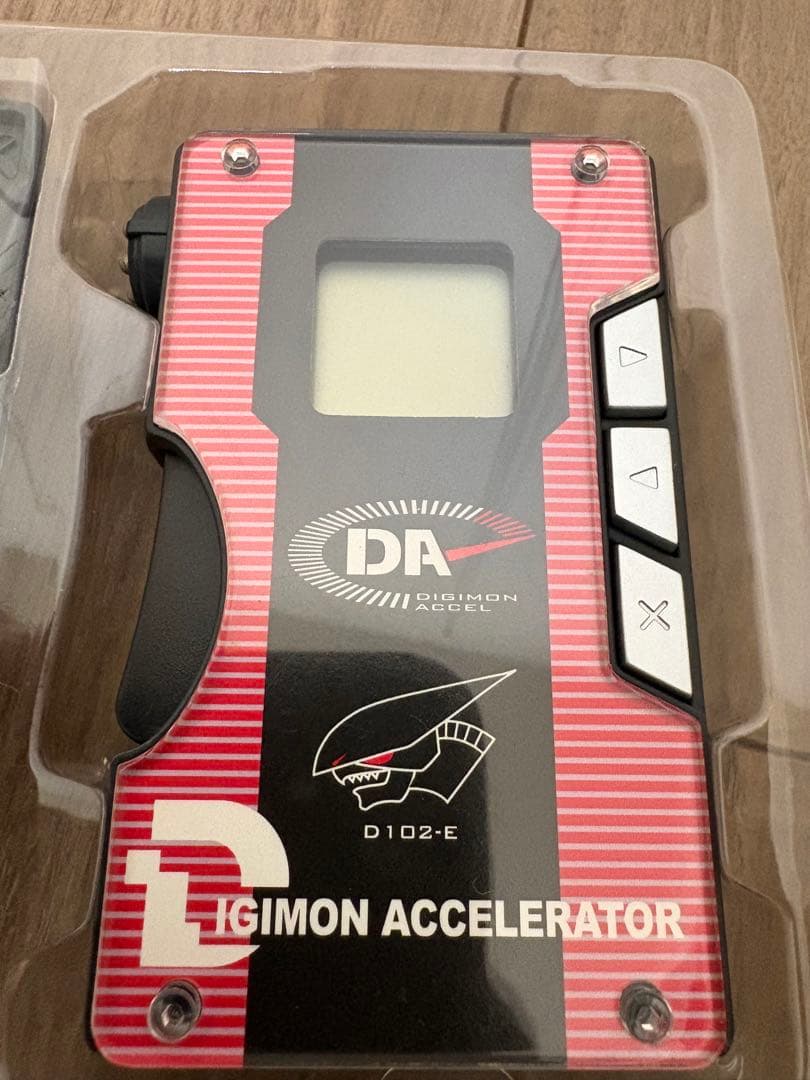 DA
DIGIMON
ACCEL
D102-E
DIGIMON ACCELERATOR